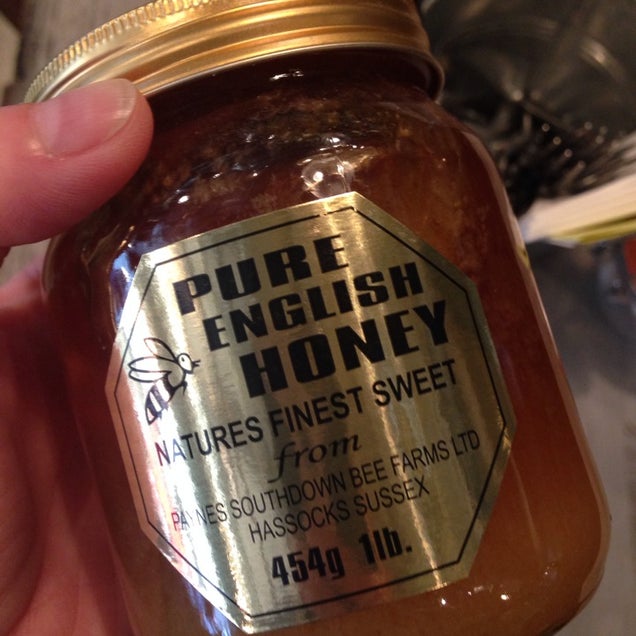 PURE
ENGLISH
HONEY
NATURES FINEST SWEET
from
PAYNES SOUTHDOWN BEE FARMS LTD
HASSOCKS SUSSEX
454g 1lb.